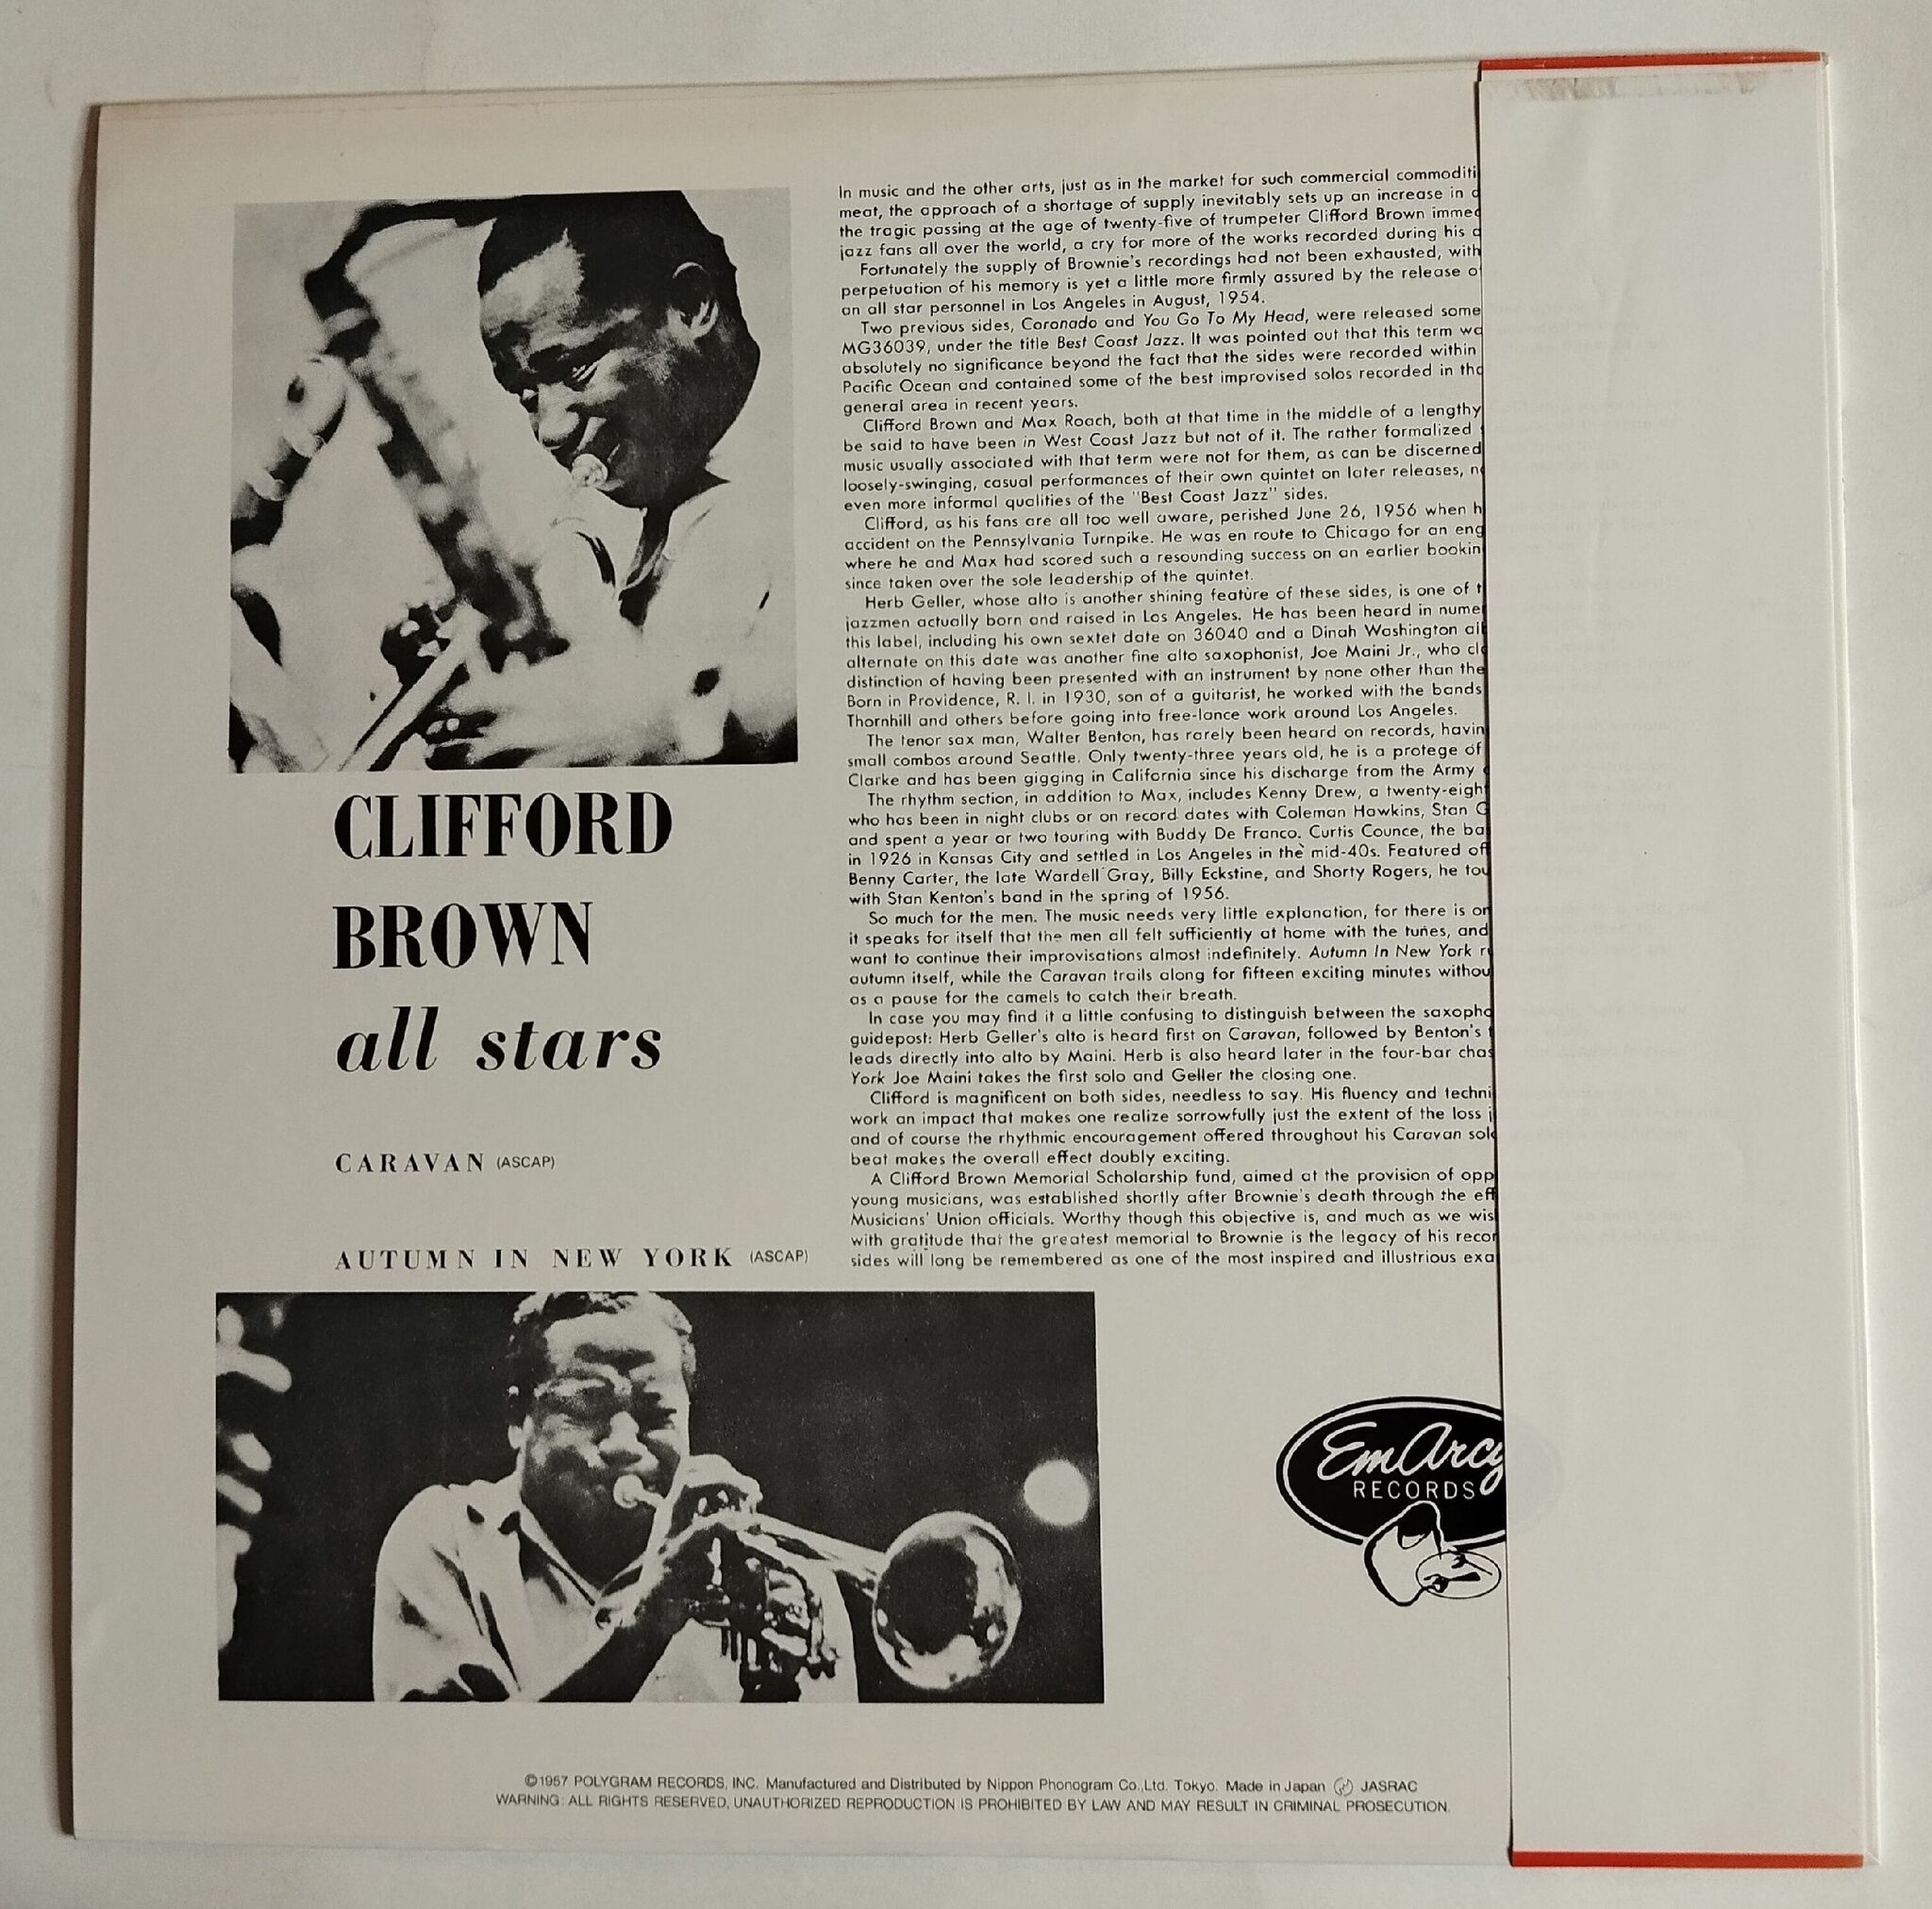 In music and the other arts, just as in the market for such commercial
meat, the approach of a shortage of supply inevitably sets up an increase in
the tragic passing at the age of twenty-five of trumpeter Clifford Brown
jazz fans all over the world, a cry for more of the works recorded during his
Fortunately the supply of Brownie's recordings had not been exhausted, with
perpetuation of his memory is yet a little more firmly assured by the release
an all star personnel in Los Angeles in August, 1954.
Two previous sides, Coronado and You Go To My Head, were released some
MG36039, under the title Best Coast Jazz. It was pointed out that this term
absolutely no significance beyond the fact that the sides were recorded within
Pacific Ocean and contained some of the best improvised solos recorded in
general area in recent years.
Clifford Brown and Max Roach, both at that time in the middle of a lengthy
be said to have been in West Coast Jazz but not of it. The rather formalized
music usually associated with that term were not for them, as can be discerned
loosely-swinging, casual performances of their own quintet on later releases,
even more informal qualities of the "Best Coast Jazz" sides.
Clifford, as his fans are all too well aware, perished June 26, 1956 when
accident on the Pennsylvania Turnpike. He was en route to Chicago for an
where he and Max had scored such a resounding success on an earlier
since taken over the sole leadership of the quintet.
Herb Geller, whose alto is another shining feature of these sides, is one of
jazzmen actually born and raised in Los Angeles. He has been heard in
this label, including his own sextet date on 36040 and a Dinah Washington
alternate on this date was another fine alto saxophonist, Joe Maini Jr., who
distinction of having been presented with an instrument by none other than the
Born in Providence, R. I. in 1930, son of a guitarist, he worked with the bands
Thornhill and others before going into free-lance work around Los Angeles.
The tenor sax man, Walter Benton, has rarely been heard on records,
small combos around Seattle. Only twenty-three years old, he is a protege of
Clarke and has been gigging in California since his discharge from the Army
The rhythm section, in addition to Max, includes Kenny Drew, a
who has been in night clubs or on record dates with Coleman Hawkins, Stan
and spent a year or two touring with Buddy De Franco. Curtis Counce, the
in 1926 in Kansas City and settled in Los Angeles in the mid-40s. Featured
Benny Carter, the late Wardell Gray, Billy Eckstine, and Shorty Rogers, he
with Stan Kenton's band in the spring of 1956.
So much for the men. The music needs very little explanation, for there is
it speaks for itself that the men all felt sufficiently at home with the tunes, and
want to continue their improvisations almost indefinitely. Autumn In New York
autumn itself, while the Caravan trails along for fifteen exciting minutes
as a pause for the camels to catch their breath.
In case you may find it a little confusing to distinguish between the
guidepost: Herb Geller's alto is heard first on Caravan, followed by Benton's
leads directly into alto by Maini. Herb is also heard later in the four-bar
York Joe Maini takes the first solo and Geller the closing one.
Clifford is magnificent on both sides, needless to say. His fluency and
work an impact that makes one realize sorrowfully just the extent of the loss
and of course the rhythmic encouragement offered throughout his Caravan
beat makes the overall effect doubly exciting.
A Clifford Brown Memorial Scholarship fund, aimed at the provision of
young musicians, was established shortly after Brownie's death through the
Musicians' Union officials. Worthy though this objective is, and much as we
with gratitude that the greatest memorial to Brownie is the legacy of his
sides will long be remembered as one of the most inspired and illustrious
CLIFFORD
BROWN
all stars
CARAVAN (ASCAP)
AUTUMN IN NEW YORK (ASCAP)
EmArcy
RECORDS
©1957 POLYGRAM RECORDS, INC. Manufactured and Distributed by Nippon Phonogram Co.,Ltd. Tokyo. Made in Japan JASRAC
WARNING: ALL RIGHTS RESERVED, UNAUTHORIZED REPRODUCTION IS PROHIBITED BY LAW AND MAY RESULT IN CRIMINAL PROSECUTION.